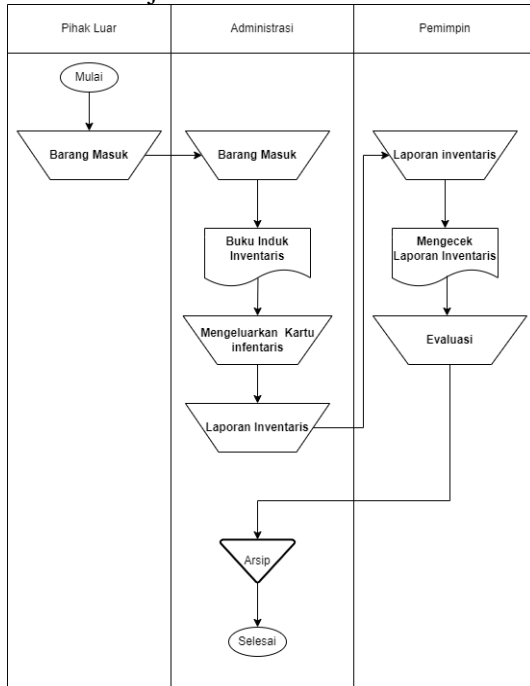 Pihak Luar
Administrasi
Pemimpin
Mulai
Barang Masuk
Barang Masuk
Laporan inventaris
Buku Induk
Inventaris
Mengecek
Laporan Inventaris
Mengeluarkan Kartu
infentaris
Evaluasi
Laporan Inventaris
Arsip
Selesai